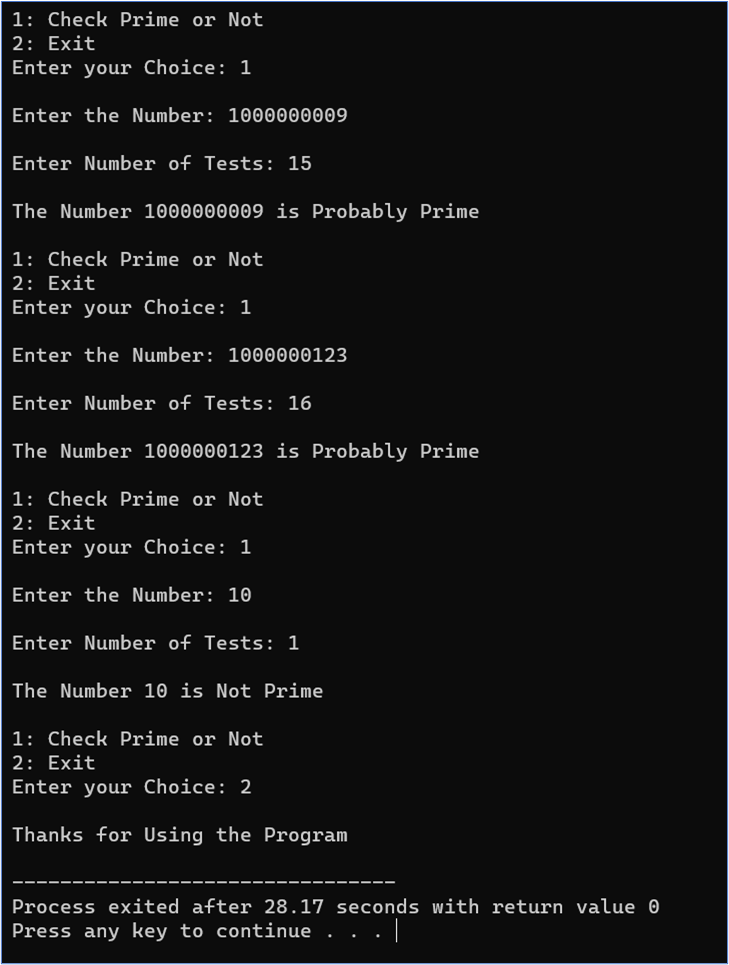 1: Check Prime or Not
2: Exit
Enter your Choice: 1
Enter the Number: 1000000009
Enter Number of Tests: 15
The Number 1000000009 is Probably Prime
1: Check Prime or Not
2: Exit
Enter your Choice: 1
Enter the Number: 1000000123
Enter Number of Tests: 16
The Number 1000000123 is Probably Prime
1: Check Prime or Not
2: Exit
Enter your Choice: 1
Enter the Number: 10
Enter Number of Tests: 1
The Number 10 is Not Prime
1: Check Prime or Not
2: Exit
Enter your Choice: 2
Thanks for Using the Program
--------------------------------
Process exited after 28.17 seconds with return value 0
Press any key to continue . . .